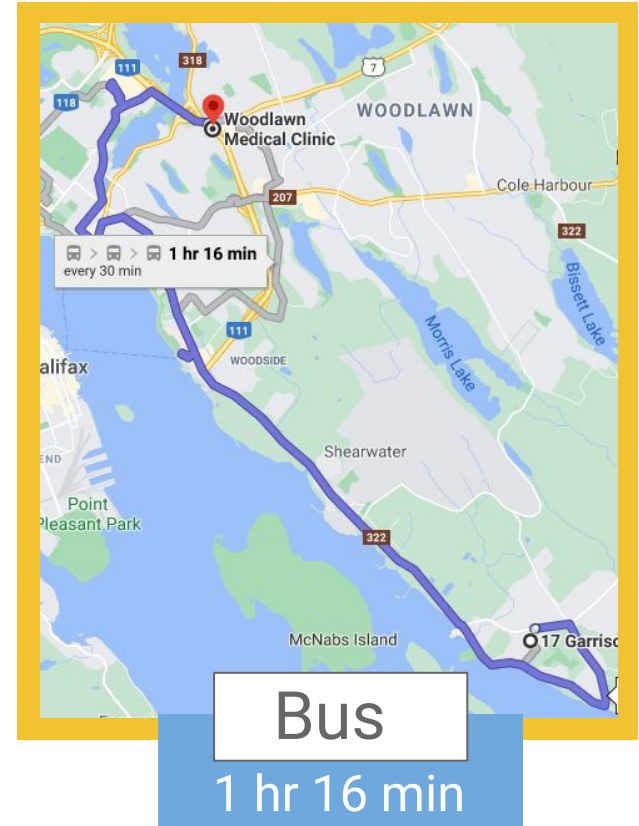 111
318
7
118
Woodlawn
Medical Clinic
WOODLAWN
Cole Harbour
207
322
1 hr 16 min
every 30 min
Bissett Lake
111
Morris Lake
alifax
WOODSIDE
END
Shearwater
Point
Pleasant Park
322
McNabs Island
17 Garriso
Bus
1 hr 16 min